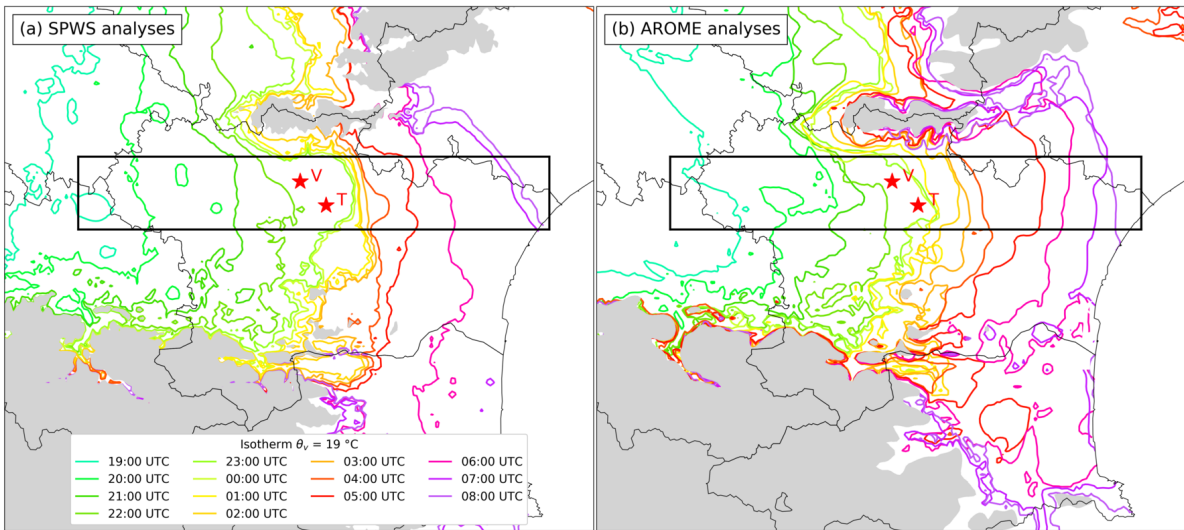 (a) SPWS analyses
V
T
Isotherm θv = 19 °C
19:00 UTC 23:00 UTC 03:00 UTC 06:00 UTC
20:00 UTC 00:00 UTC 04:00 UTC 07:00 UTC
21:00 UTC 01:00 UTC 05:00 UTC 08:00 UTC
22:00 UTC 02:00 UTC
(b) AROME analyses
V
T